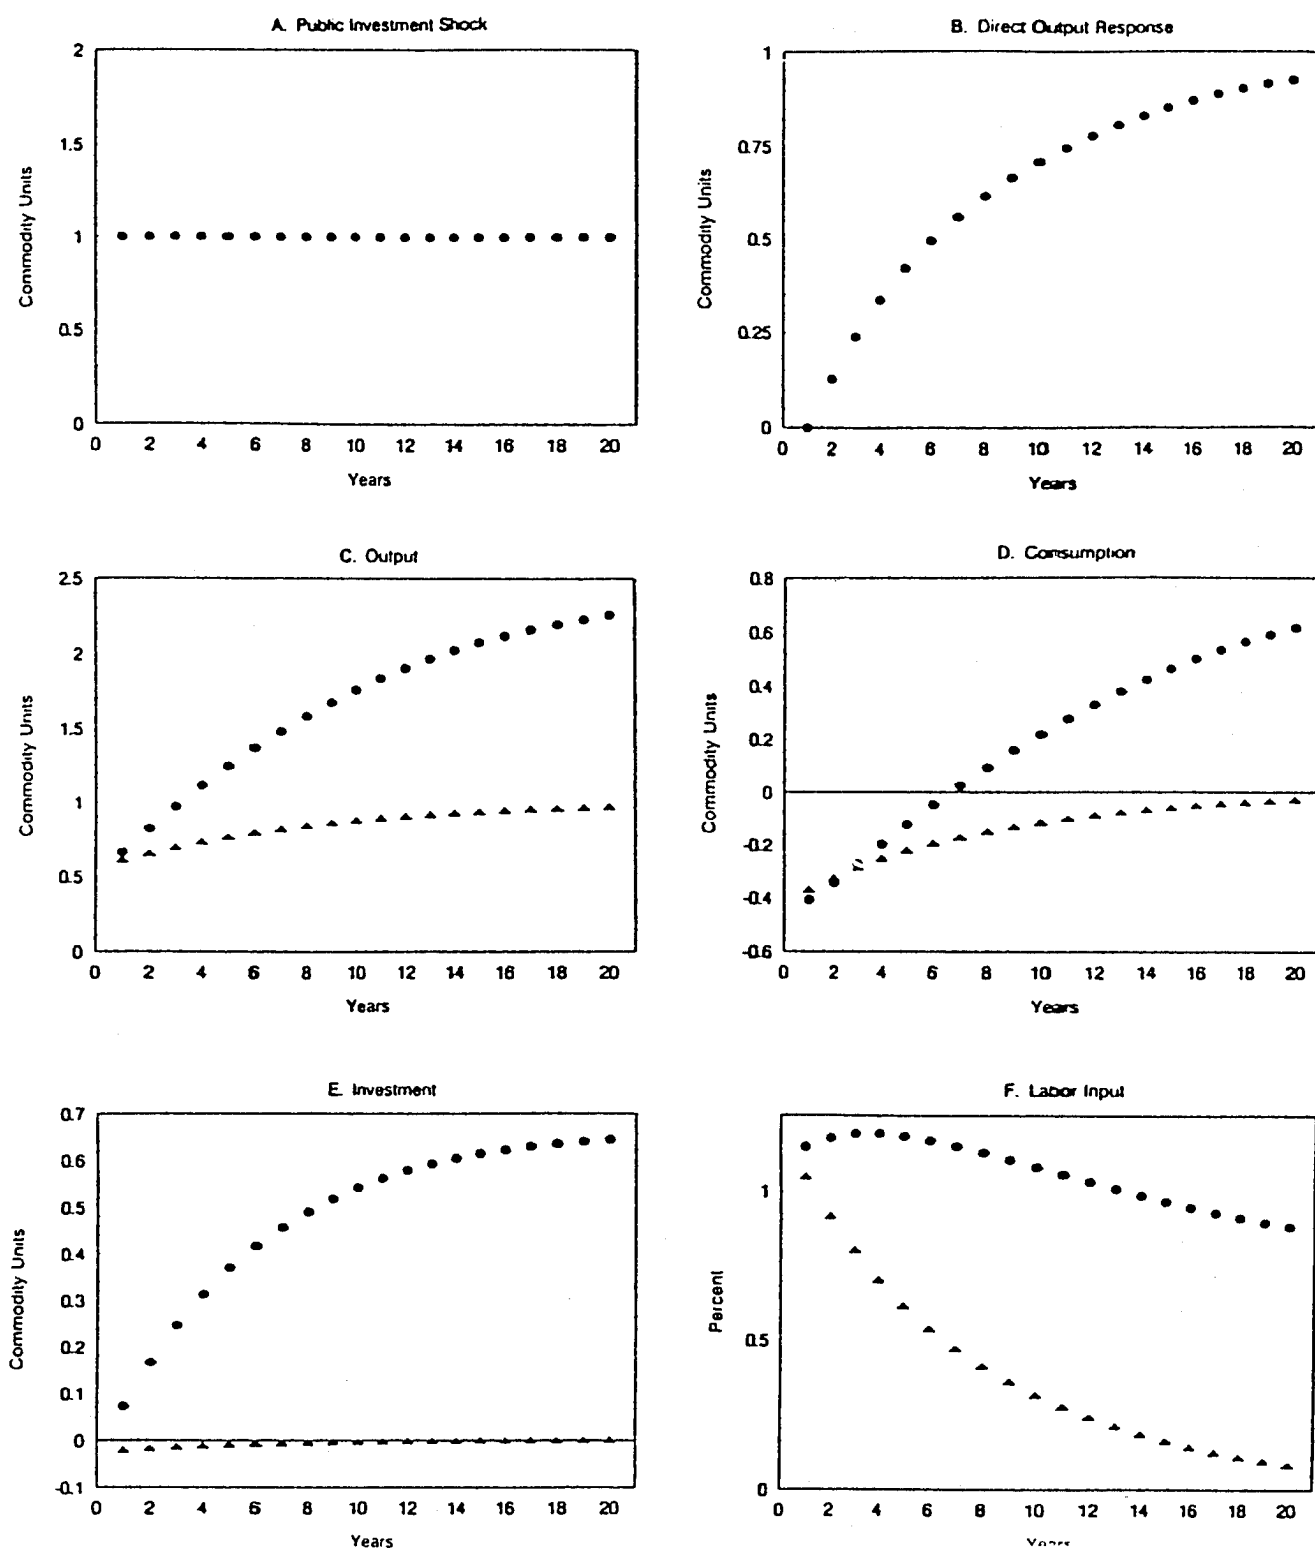 A. Public Investment Shock
2
1.5
1
0.5
0
Commodity Units
0 2 4 6 8 10 12 14 16 18 20
Years
B. Direct Output Response
1
0.75
0.5
0.25
0
Commodity Units
0 2 4 6 8 10 12 14 16 18 20
Years
C. Output
2.5
2
1.5
1
0.5
0
Commodity Units
0 2 4 6 8 10 12 14 16 18 20
Years
D. Consumption
0.8
0.6
0.4
0.2
0
-0.2
-0.4
-0.6
Commodity Units
0 2 4 6 8 10 12 14 16 18 20
Years
E. Investment
0.7
0.6
0.5
0.4
0.3
0.2
0.1
0
-0.1
Commodity Units
0 2 4 6 8 10 12 14 16 18 20
Years
F. Labor Input
1
0.5
0
Percent
0 2 4 6 8 10 12 14 16 18 20
Years